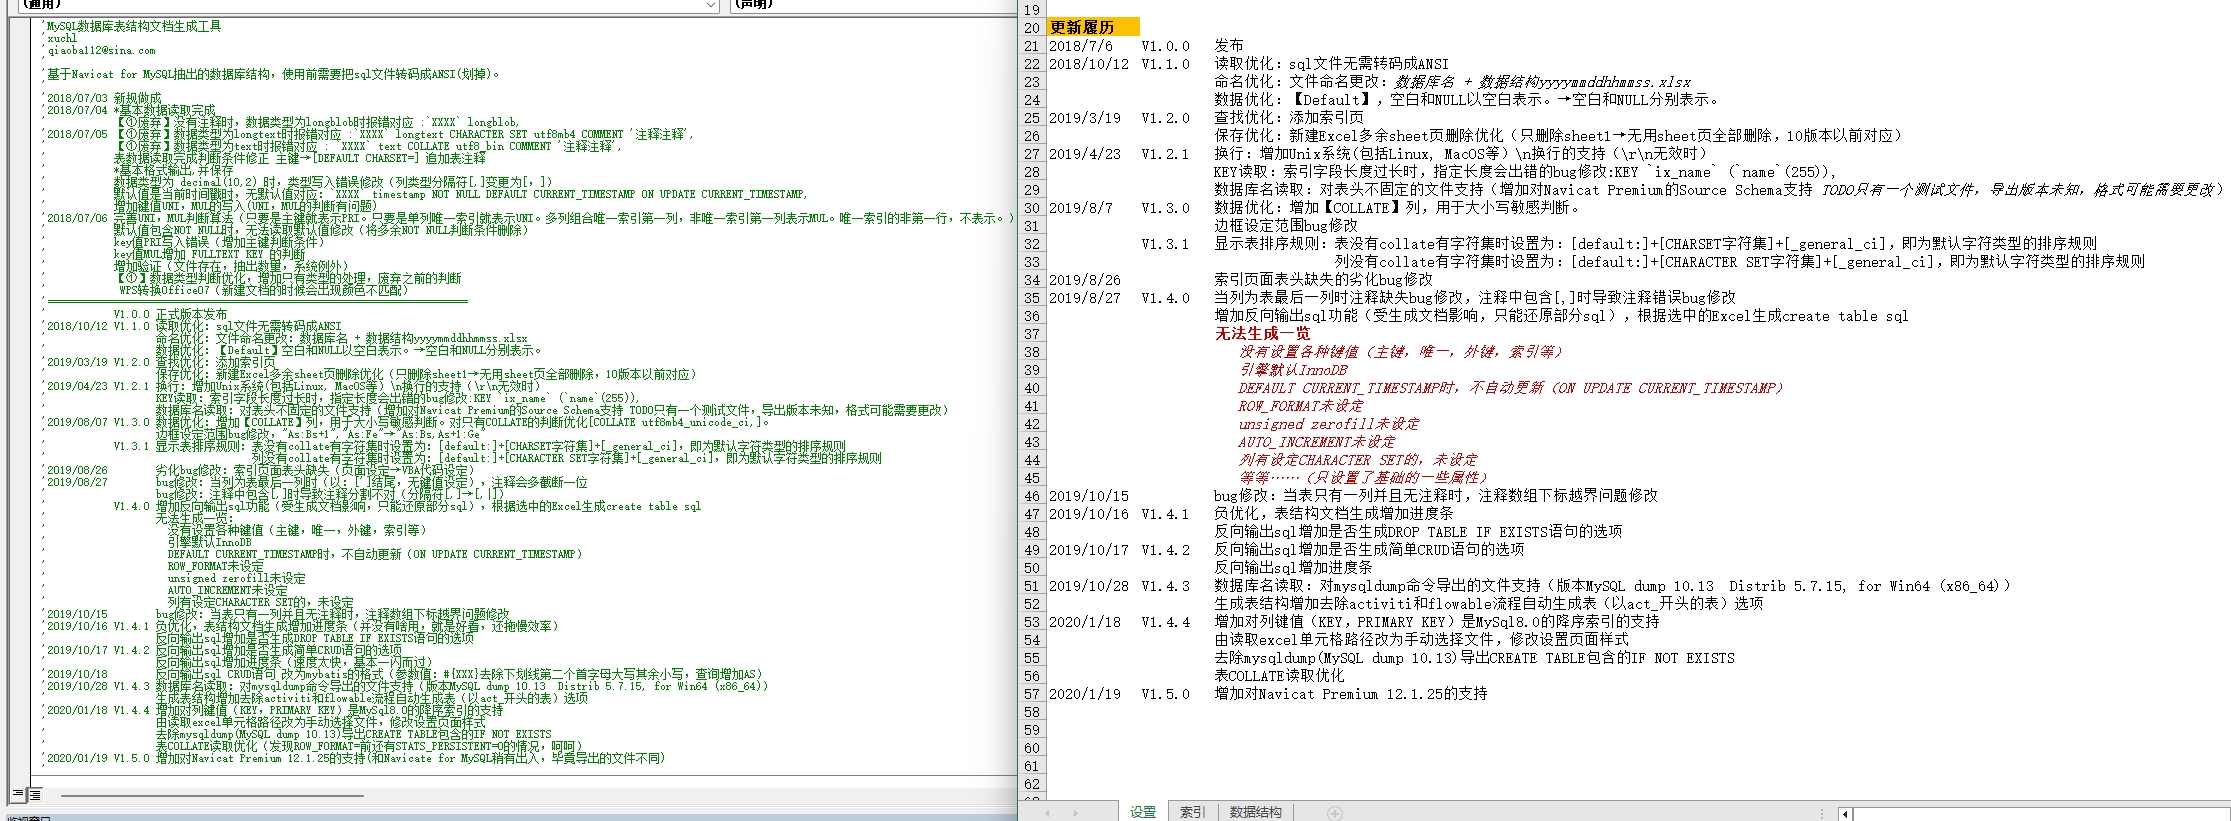 (通用)
(声明)
'MySQL数据库表结构文档生成工具
'xuchl
'qiaoba112@sina.com
'
'基于Navicat for MySQL抽出的数据库结构，使用前需要把sql文件转码成ANSI(划掉)。
'
'2018/07/03 新规做成
'2018/07/04 *基本数据读取完成
' 【①废弃】没有注释时，数据类型为longblob时报错对应 :`XXXX` longblob,
'2018/07/05 【①废弃】数据类型为longtext时报错对应 :`XXXX` longtext CHARACTER SET utf8mb4 COMMENT '注释注释',
' 【①废弃】数据类型为text时报错对应 : `XXXX` text COLLATE utf8_bin COMMENT '注释注释',
' 表数据读取完成判断条件修正 主键→[DEFAULT CHARSET=] 追加表注释
' *基本格式输出,并保存
' 数据类型为 decimal(10,2) 时，类型写入错误修改（列类型分隔符[,]变更为[, ]）
' 默认值是当前时间戳时，无默认值对应; `XXXX` timestamp NOT NULL DEFAULT CURRENT_TIMESTAMP ON UPDATE CURRENT_TIMESTAMP,
' 增加键值UNI, MUL的写入(UNI, MUL的判断有问题)
'2018/07/06 完善UNI, MUL判断算法（只要是主键就表示PRI。只要是单列唯一索引就表示UNI。多列组合唯一索引第一列，非唯一索引第一列表示MUL。唯一索引的非第一行，不表示。）
' 默认值包含NOT NULL时，无法读取默认值修改（将多余NOT NULL判断条件删除）
' key值PRI写入错误（增加主键判断条件）
' key值MUL增加 FULLTEXT KEY 的判断
' 增加验证（文件存在，抽出数量，系统例外）
' 【①】数据类型判断优化，增加只有类型的处理，废弃之前的判断
' WPS转换Office07（新建文档的时候会出现颜色不匹配）
'======================================================================
' V1.0.0 正式版本发布
'2018/10/12 V1.1.0 读取优化：sql文件无需转码成ANSI
' 命名优化：文件命名更改：数据库名 + 数据结构yyyymmddhhmmss.xlsx
' 数据优化：【Default】空白和NULL以空白表示。→空白和NULL分别表示。
'2019/03/19 V1.2.0 查找优化：添加索引页
' 保存优化：新建Excel多余sheet页删除优化（只删除sheet1→无用sheet页全部删除，10版本以前对应）
'2019/04/23 V1.2.1 换行：增加Unix系统(包括Linux, MacOS等）\n换行的支持（\r\n无效时）
' KEY读取：索引字段长度过长时，指定长度会出错的bug修改:KEY `ix_name` (`name`(255)),
' 数据库名读取：对表头不固定的文件支持（增加对Navicat Premium的Source Schema支持 TODO只有一个测试文件，导出版本未知，格式可能需要更改）
'2019/08/07 V1.3.0 数据优化：增加【COLLATE】列，用于大小写敏感判断。对只有COLLATE的判断优化[COLLATE utf8mb4_unicode_ci,]。
' 边框设定范围bug修改，"As:Bs+1","As:Fe"→"As:Bs,As+1:Ge"
' V1.3.1 显示表排序规则：表没有collate有字符集时设置为：[default:]+[CHARSET字符集]+[_general_ci]，即为默认字符类型的排序规则
' 列没有collate有字符集时设置为：[default:]+[CHARACTER SET字符集]+[_general_ci]，即为默认字符类型的排序规则
'2019/08/26 劣化bug修改：索引页面表头缺失（页面设定→VBA代码设定）
'2019/08/27 bug修改：当列为表最后一列时（以：[`]结尾，无键值设定），注释会多截断一位
' bug修改：注释中包含[,]时导致注释分割不对（分隔符[,]→[,|]）
' V1.4.0 增加反向输出sql功能（受生成文档影响，只能还原部分sql），根据选中的Excel生成create table sql
' 无法生成一览：
' 没有设置各种键值（主键，唯一，外键，索引等）
' 引擎默认InnoDB
' DEFAULT CURRENT_TIMESTAMP时，不自动更新（ON UPDATE CURRENT_TIMESTAMP）
' ROW_FORMAT未设定
' unsigned zerofill未设定
' AUTO_INCREMENT未设定
' 列有设定CHARACTER SET的，未设定
'2019/10/15 bug修改：当表只有一列并且无注释时，注释数组下标越界问题修改
'2019/10/16 V1.4.1 负优化，表结构文档生成增加进度条（并没有啥用，就是好看，还拖慢效率）
' 反向输出sql增加是否生成DROP TABLE IF EXISTS语句的选项
'2019/10/17 V1.4.2 反向输出sql增加是否生成简单CRUD语句的选项
' 反向输出sql增加进度条（速度太快，基本一闪而过）
'2019/10/18 反向输出sql CRUD语句 改为mybatis的格式（参数值：#{XXX}去除下划线第二个首字母大写其余小写，查询增加AS）
'2019/10/28 V1.4.3 数据库名读取：对mysqldump命令导出的文件支持（版本MySQL dump 10.13  Distrib 5.7.15, for Win64 (x86_64)）
' 生成表结构增加去除activiti和flowable流程自动生成表（以act_开头的表）选项
'2020/01/18 V1.4.4 增加对列键值（KEY, PRIMARY KEY）是MySql8.0的降序索引的支持
' 由读取excel单元格路径改为手动选择文件，修改设置页面样式
' 去除mysqldump(MySQL dump 10.13)导出CREATE TABLE包含的IF NOT EXISTS
' 表COLLATE读取优化（发现ROW_FORMAT=前还有STATS_PERSISTENT=0的情况，呵呵）
'2020/01/19 V1.5.0 增加对Navicat Premium 12.1.25的支持(和Navicate for MySQL稍有出入，毕竟导出的文件不同)
19
20 更新履历
21 2018/7/6 V1.0.0 发布
22 2018/10/12 V1.1.0 读取优化：sql文件无需转码成ANSI
23 命名优化：文件命名更改：数据库名 + 数据结构yyyymmddhhmmss.xlsx
24 数据优化：【Default】，空白和NULL以空白表示。→空白和NULL分别表示。
25 2019/3/19 V1.2.0 查找优化：添加索引页
26 保存优化：新建Excel多余sheet页删除优化（只删除sheet1→无用sheet页全部删除，10版本以前对应）
27 2019/4/23 V1.2.1 换行：增加Unix系统(包括Linux, MacOS等）\n换行的支持（\r\n无效时）
28 KEY读取：索引字段长度过长时，指定长度会出错的bug修改:KEY `ix_name` (`name`(255)),
29 数据库名读取：对表头不固定的文件支持（增加对Navicat Premium的Source Schema支持 TODO只有一个测试文件，导出版本未知，格式可能需要更改）
30 2019/8/7 V1.3.0 数据优化：增加【COLLATE】列，用于大小写敏感判断。
31 边框设定范围bug修改
32 V1.3.1 显示表排序规则：表没有collate有字符集时设置为：[default:]+[CHARSET字符集]+[_general_ci]，即为默认字符类型的排序规则
33 列没有collate有字符集时设置为：[default:]+[CHARACTER SET字符集]+[_general_ci]，即为默认字符类型的排序规则
34 2019/8/26 索引页面表头缺失的劣化bug修改
35 2019/8/27 V1.4.0 当列为表最后一列时注释缺失bug修改，注释中包含[,]时导致注释错误bug修改
36 增加反向输出sql功能（受生成文档影响，只能还原部分sql），根据选中的Excel生成create table sql
37 无法生成一览
38 没有设置各种键值（主键，唯一，外键，索引等）
39 引擎默认InnoDB
40 DEFAULT CURRENT_TIMESTAMP时，不自动更新（ON UPDATE CURRENT_TIMESTAMP）
41 ROW_FORMAT未设定
42 unsigned zerofill未设定
43 AUTO_INCREMENT未设定
44 列有设定CHARACTER SET的，未设定
45 等等……（只设置了基础的一些属性）
46 2019/10/15 bug修改：当表只有一列并且无注释时，注释数组下标越界问题修改
47 2019/10/16 V1.4.1 负优化，表结构文档生成增加进度条
48 反向输出sql增加是否生成DROP TABLE IF EXISTS语句的选项
49 2019/10/17 V1.4.2 反向输出sql增加是否生成简单CRUD语句的选项
50 反向输出sql增加进度条
51 2019/10/28 V1.4.3 数据库名读取：对mysqldump命令导出的文件支持（版本MySQL dump 10.13  Distrib 5.7.15, for Win64 (x86_64)）
52 生成表结构增加去除activiti和flowable流程自动生成表（以act_开头的表）选项
53 2020/1/18 V1.4.4 增加对列键值（KEY, PRIMARY KEY）是MySql8.0的降序索引的支持
54 由读取excel单元格路径改为手动选择文件，修改设置页面样式
55 去除mysqldump(MySQL dump 10.13)导出CREATE TABLE包含的IF NOT EXISTS
56 表COLLATE读取优化
57 2020/1/19 V1.5.0 增加对Navicat Premium 12.1.25的支持
58
59
60
61
62
设置 索引 数据结构